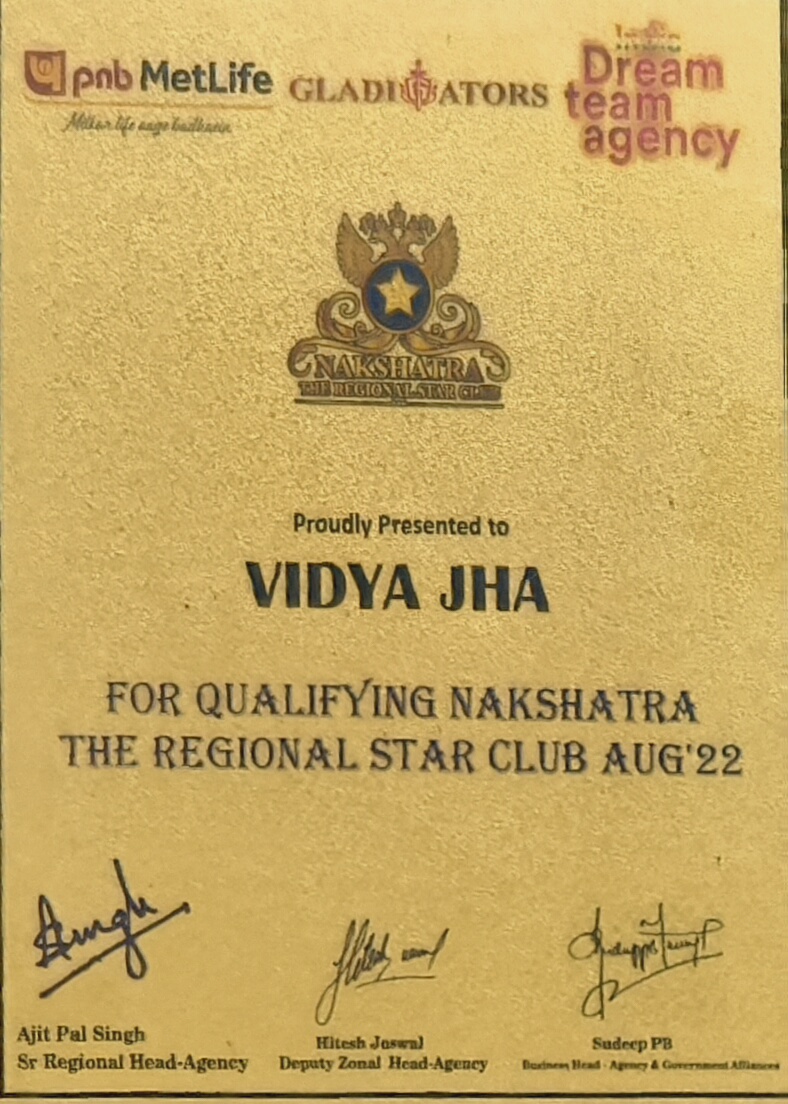 pnb MetLife
Milkar life aage badhaein
GLADIATORS
Dream
team
agency
NAKSHATRA
THE REGIONAL STAR CLUB
Proudly Presented to
VIDYA JHA
FOR QUALIFYING NAKSHATRA
THE REGIONAL STAR CLUB AUG'22
Singh
Ajit Pal Singh
Sr Regional Head-Agency
Hitesh Jaswal
Deputy Zonal Head-Agency
Sudeep PB
Business Head - Agency & Government Alliances